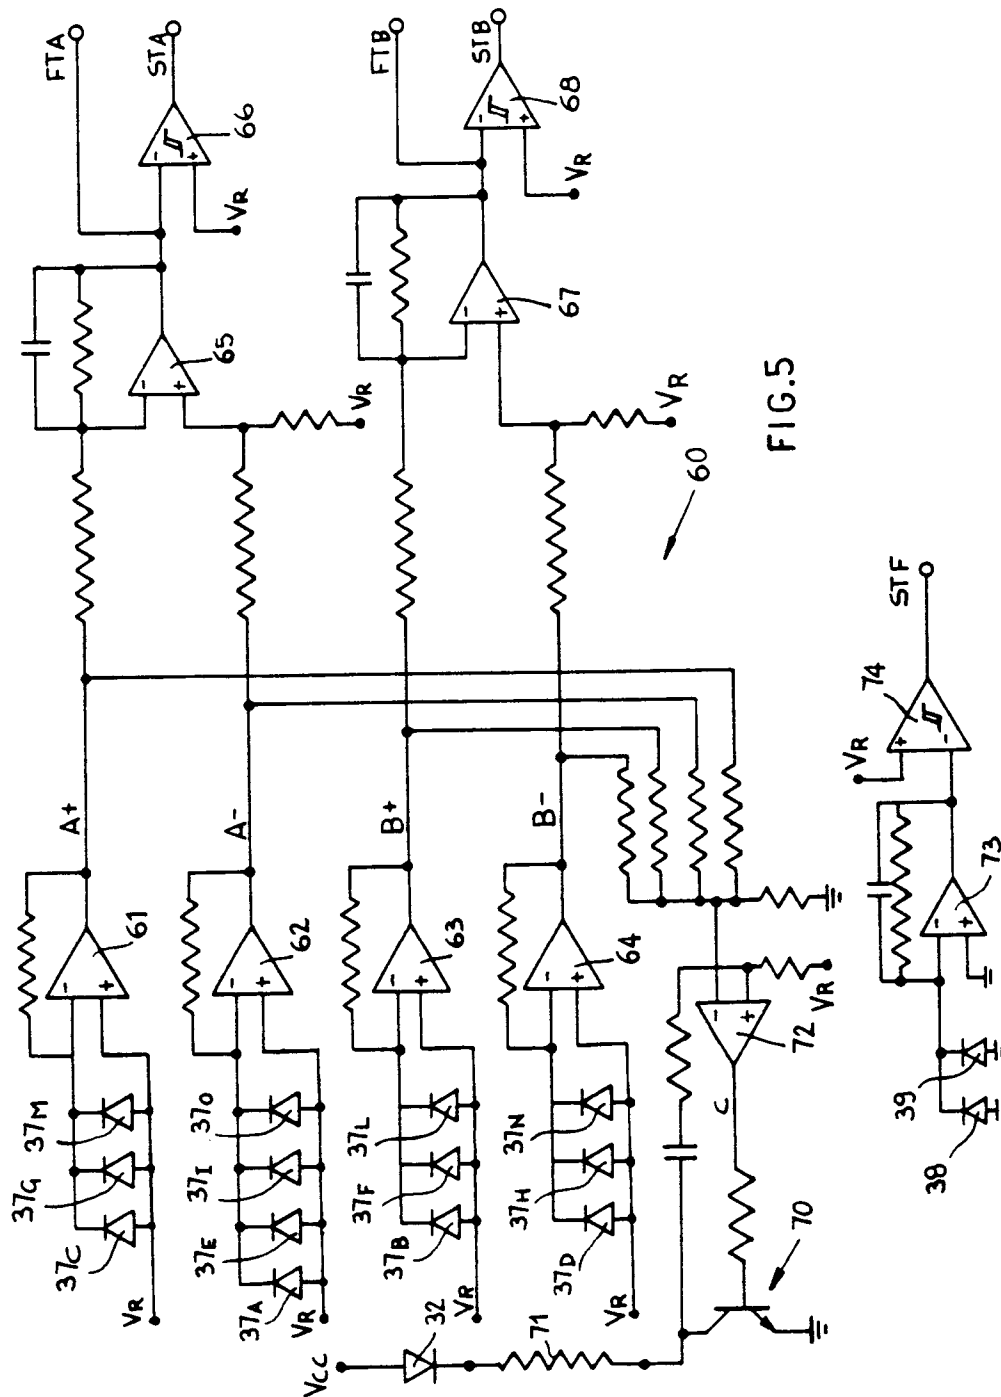 FTA
STA
66
VR
65
VR
FTB
STB
68
VR
67
VR
FIG.5
60
A+
A-
B+
B-
61
62
63
64
37M
37G
37C
VR
37O
37I
37E
37A
VR
37L
37F
37B
VR
37N
37H
37D
VR
VR
72
C
70
71
32
VCC
STF
74
VR
73
39
38